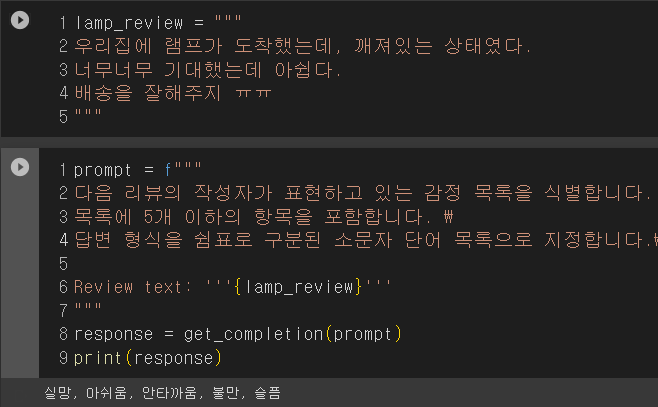 1 lamp_review = """
2 우리집에 램프가 도착했는데, 깨져있는 상태였다.
3 너무너무 기대했는데 아쉽다.
4 배송을 잘해주지 ㅠㅠ
5 """
1 prompt = f"""
2 다음 리뷰의 작성자가 표현하고 있는 감정 목록을 식별합니다.
3 목록에 5개 이하의 항목을 포함합니다. \
4 답변 형식을 쉼표로 구분된 소문자 단어 목록으로 지정합니다.\
5
6 Review text: '''{lamp_review}'''
7 """
8 response = get_completion(prompt)
9 print(response)
실망, 아쉬움, 안타까움, 불만, 슬픔